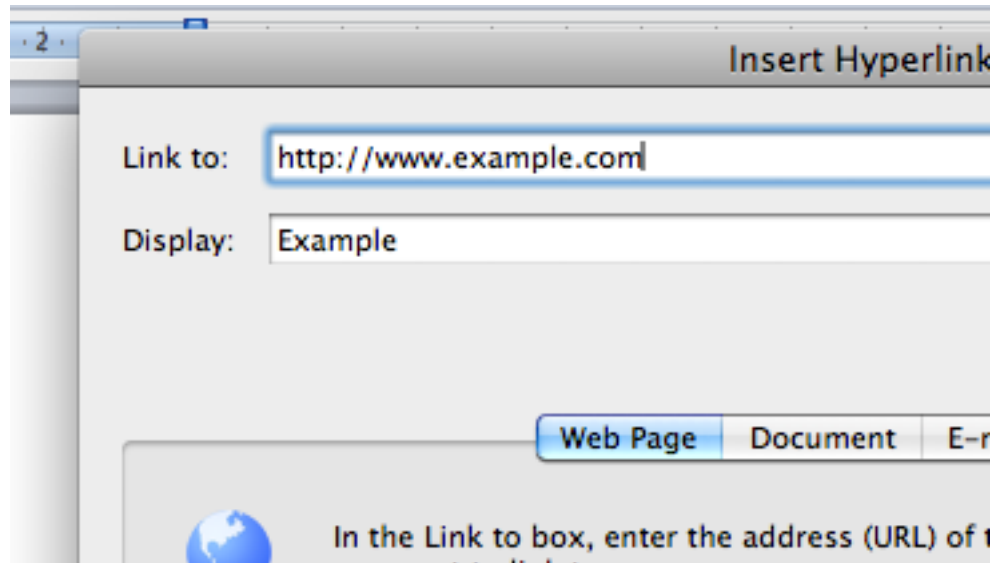 2
Insert Hyperlink
Link to: http://www.example.com
Display: Example
Web Page Document
In the Link to box, enter the address (URL) of